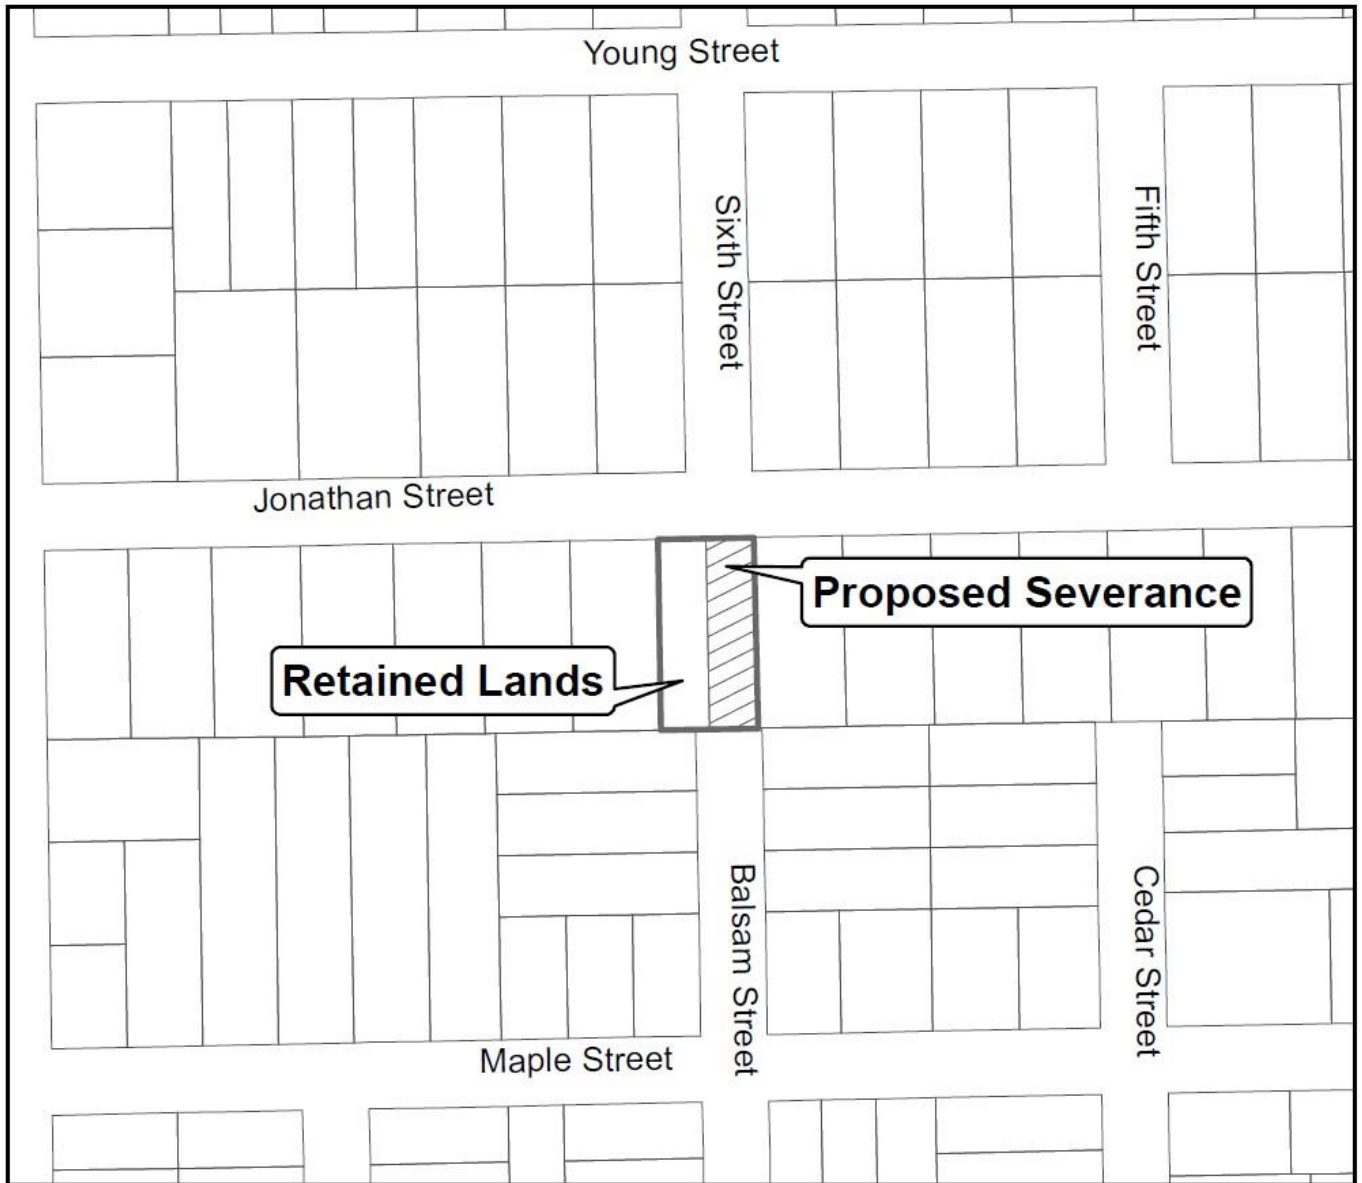 Young Street
Sixth Street
Fifth Street
Jonathan Street
Proposed Severance
Retained Lands
Balsam Street
Cedar Street
Maple Street